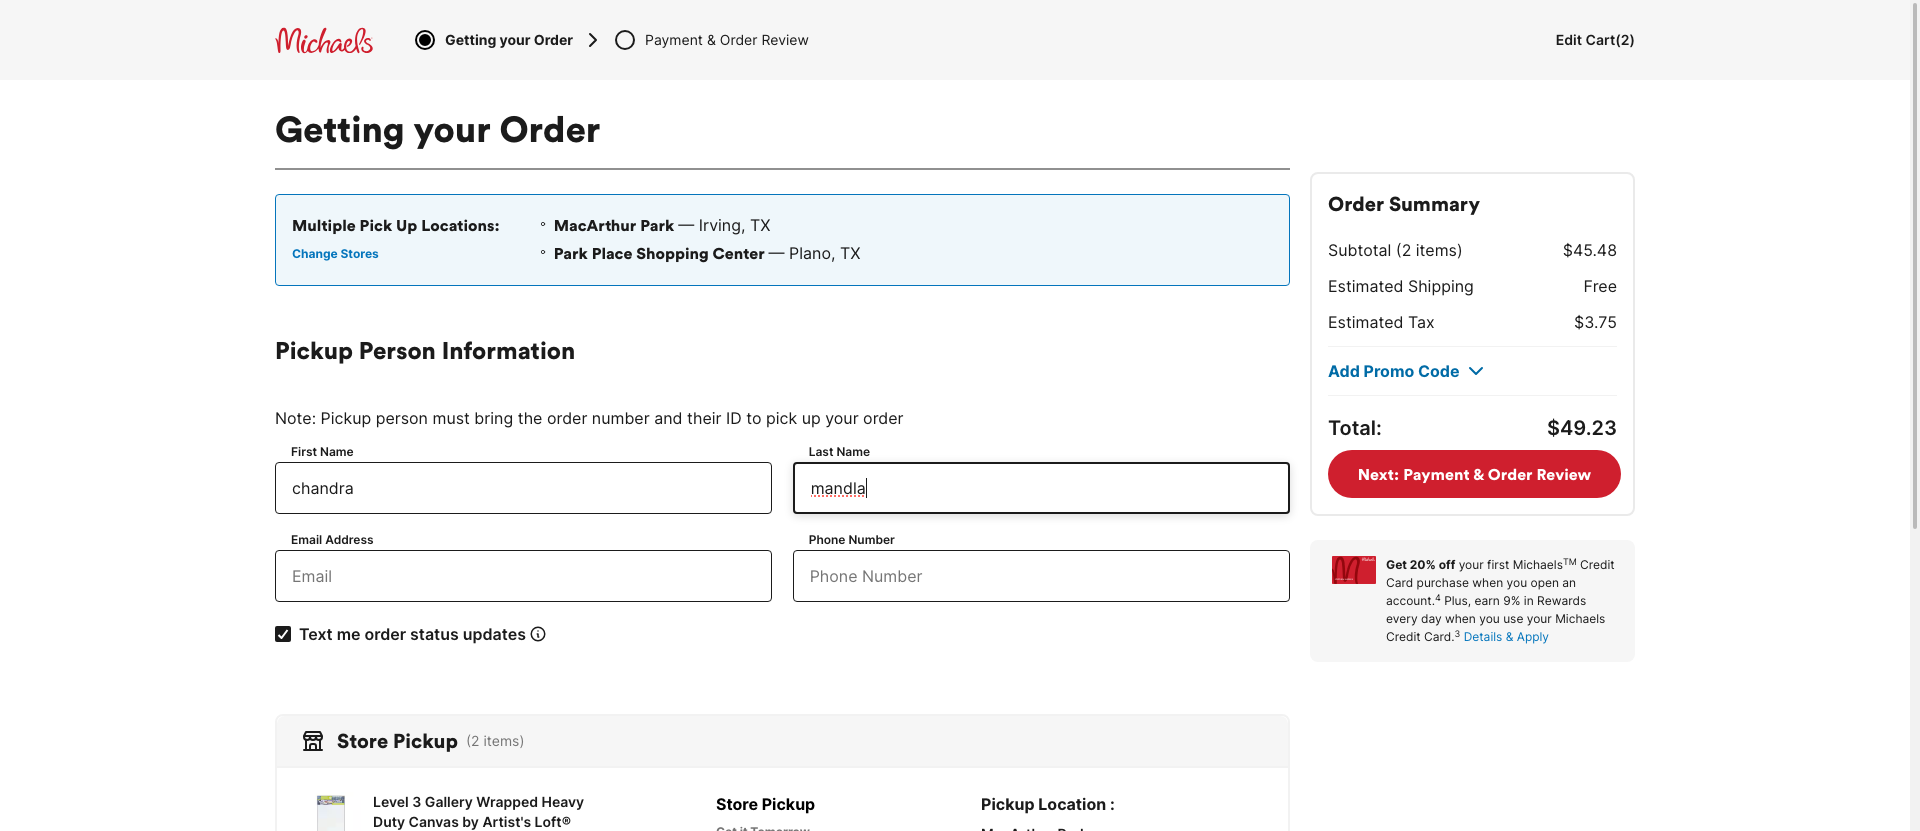 Michaels
Getting your Order
Payment & Order Review
Edit Cart(2)
Getting your Order
Multiple Pick Up Locations:
Change Stores
° MacArthur Park — Irving, TX
° Park Place Shopping Center — Plano, TX
Pickup Person Information
Note: Pickup person must bring the order number and their ID to pick up your order
First Name
Last Name
chandra
mandla
Email Address
Phone Number
Email
Phone Number
Text me order status updates
Order Summary
Subtotal (2 items) $45.48
Estimated Shipping Free
Estimated Tax $3.75
Add Promo Code
Total: $49.23
Next: Payment & Order Review
Get 20% off your first Michaels™ Credit
Card purchase when you open an
account.⁴ Plus, earn 9% in Rewards
every day when you use your Michaels
Credit Card.³ Details & Apply
Store Pickup (2 items)
Level 3 Gallery Wrapped Heavy
Duty Canvas by Artist's Loft®
Store Pickup
Pickup Location :